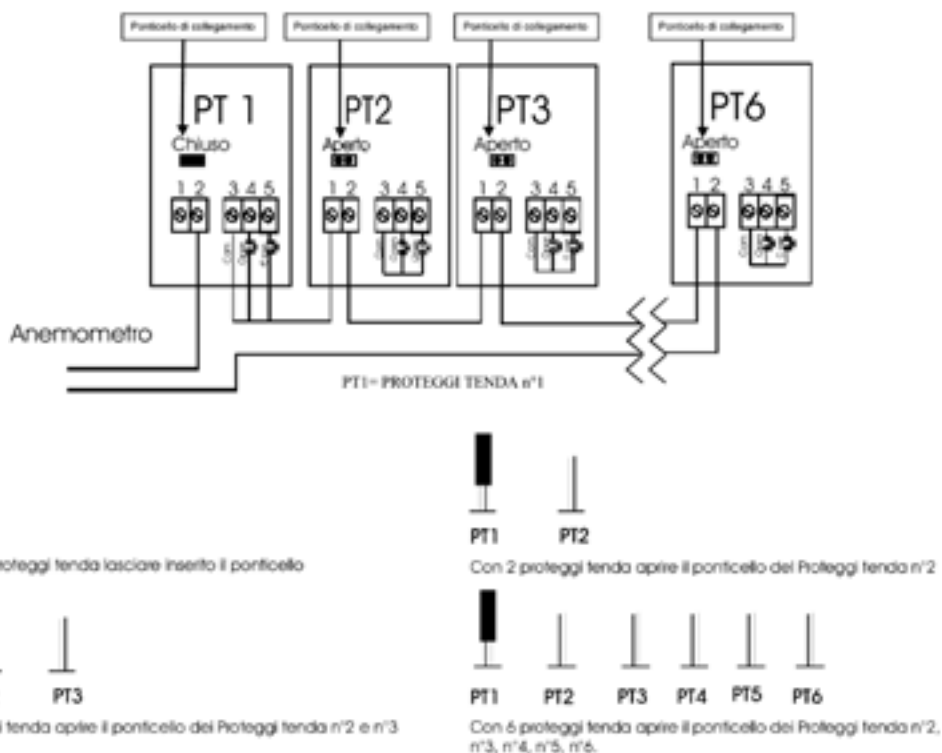 Ponticello di collegamento
Ponticello di collegamento
Ponticello di collegamento
Ponticello di collegamento
PT 1
PT2
PT3
PT6
Chiuso
Aperto
Aperto
Aperto
1 2 3 4 5
1 2 3 4 5
1 2 3 4 5
1 2 3 4 5
Com.
Com.
Anemometro
PT1= PROTEGGI TENDA n°1
PT1
PT2
roteggi tenda lasciare inserito il ponticello
Con 2 proteggi tenda aprire il ponticello del Proteggi tenda n°2
PT3
i tenda aprire il ponticello dei Proteggi tenda n°2 e n°3
PT1
PT2
PT3
PT4
PT5
PT6
Con 6 proteggi tenda aprire il ponticello dei Proteggi tenda n°2,
n°3, n°4, n°5, n°6.